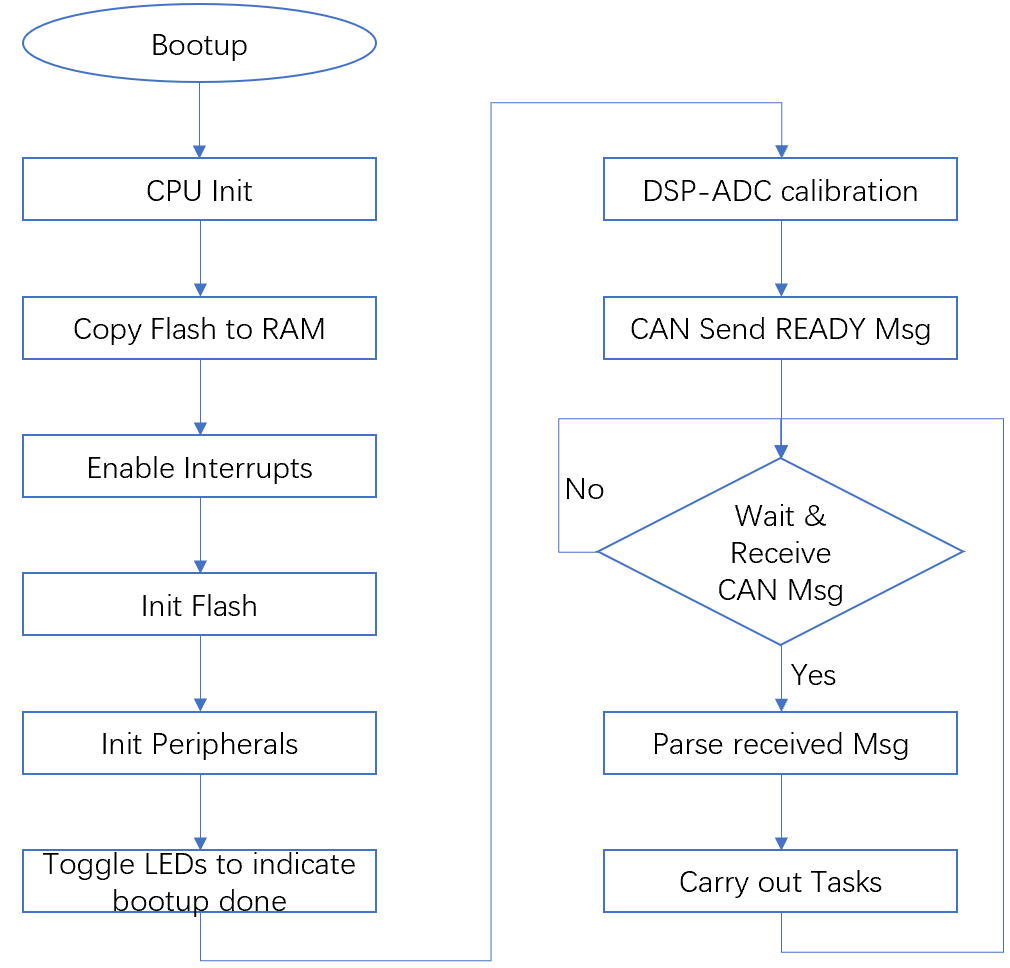 Bootup
CPU Init
Copy Flash to RAM
Enable Interrupts
Init Flash
Init Peripherals
Toggle LEDs to indicate
bootup done
DSP-ADC calibration
CAN Send READY Msg
No
Wait &
Receive
CAN Msg
Yes
Parse received Msg
Carry out Tasks